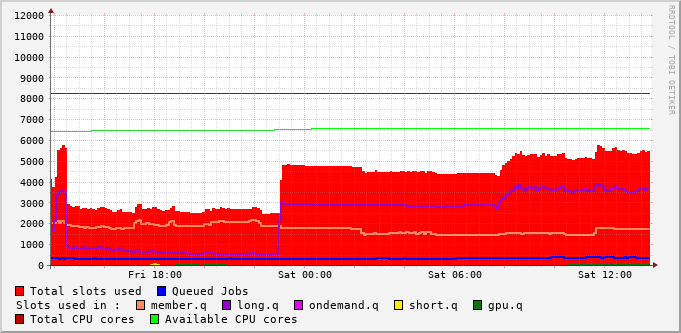 12000
11000
10000
9000
8000
7000
6000
5000
4000
3000
2000
1000
0
Fri 18:00 Sat 00:00 Sat 06:00 Sat 12:00
RRDTOOL / TOBI OETIKER
Total slots used Queued Jobs
Slots used in : member.q long.q ondemand.q short.q gpu.q
Total CPU cores Available CPU cores